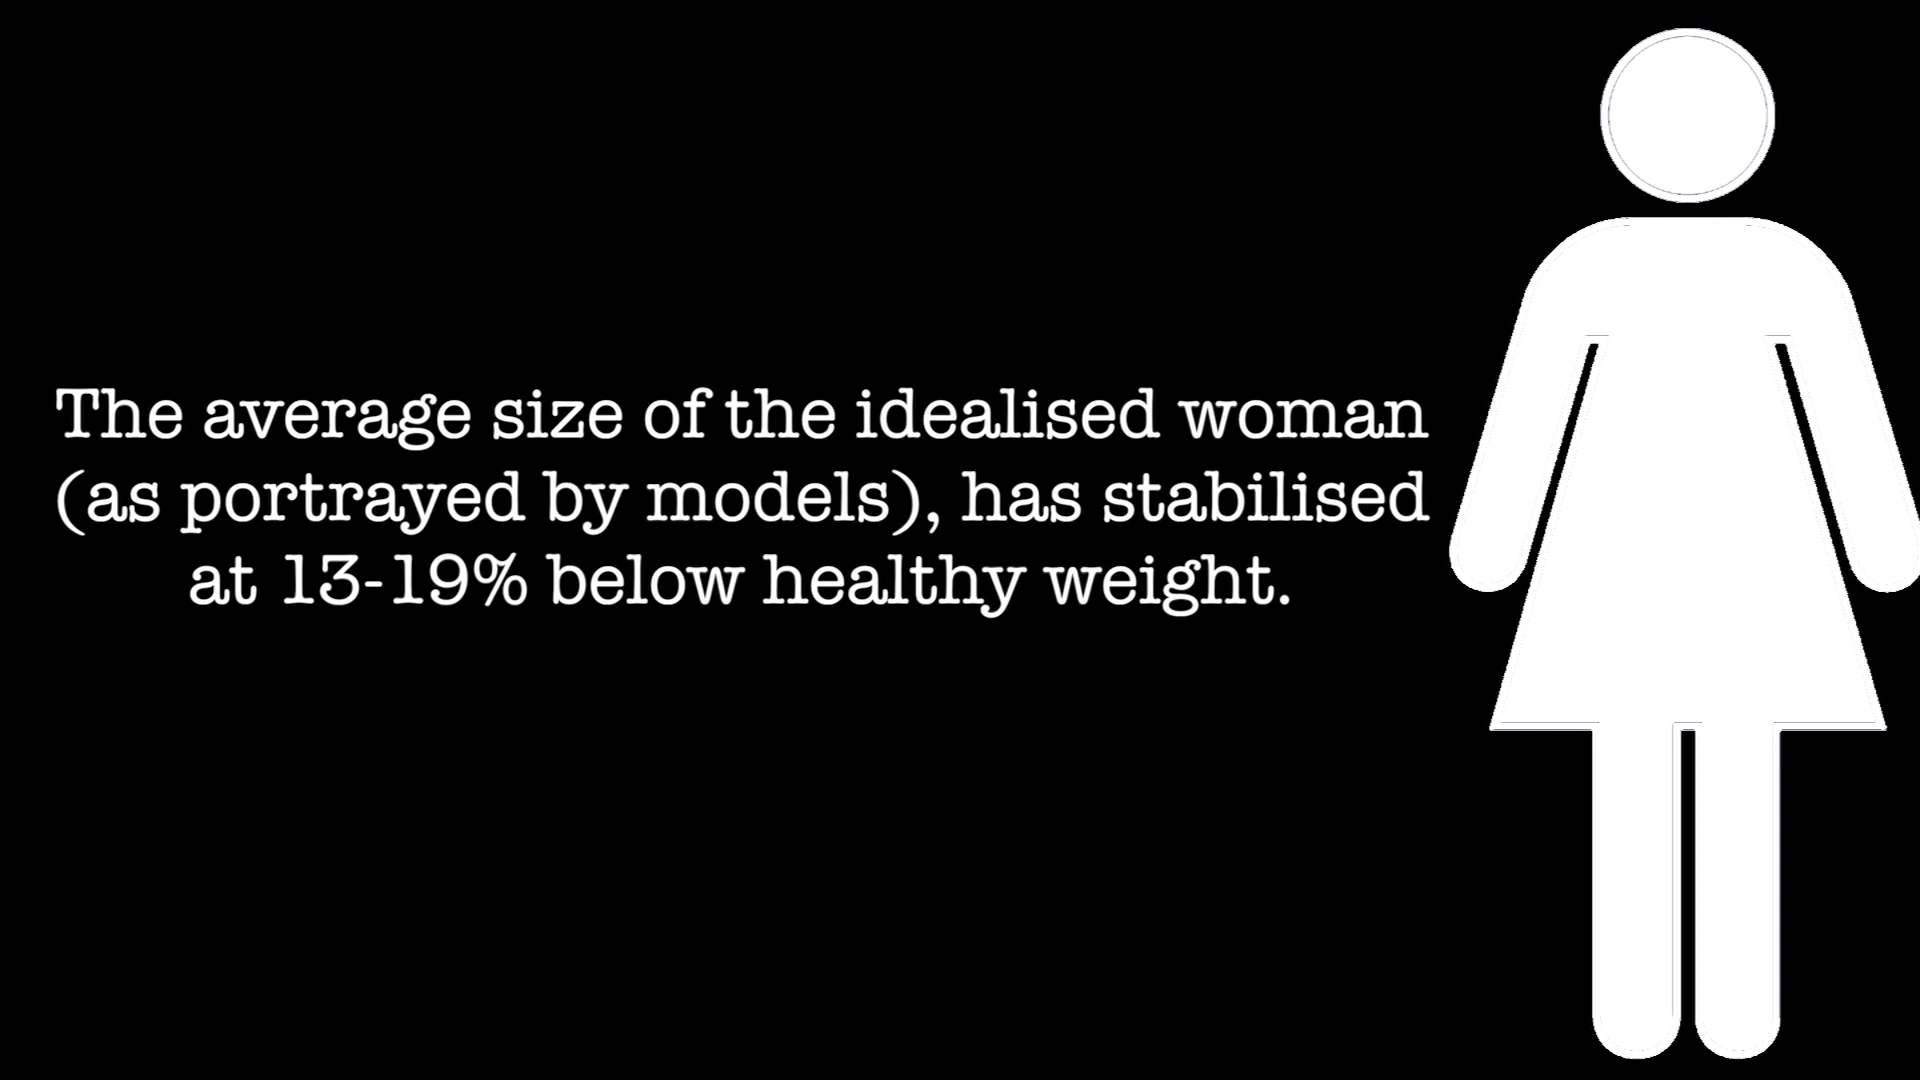 The average size of the idealised woman
(as portrayed by models), has stabilised
at 13-19% below healthy weight.